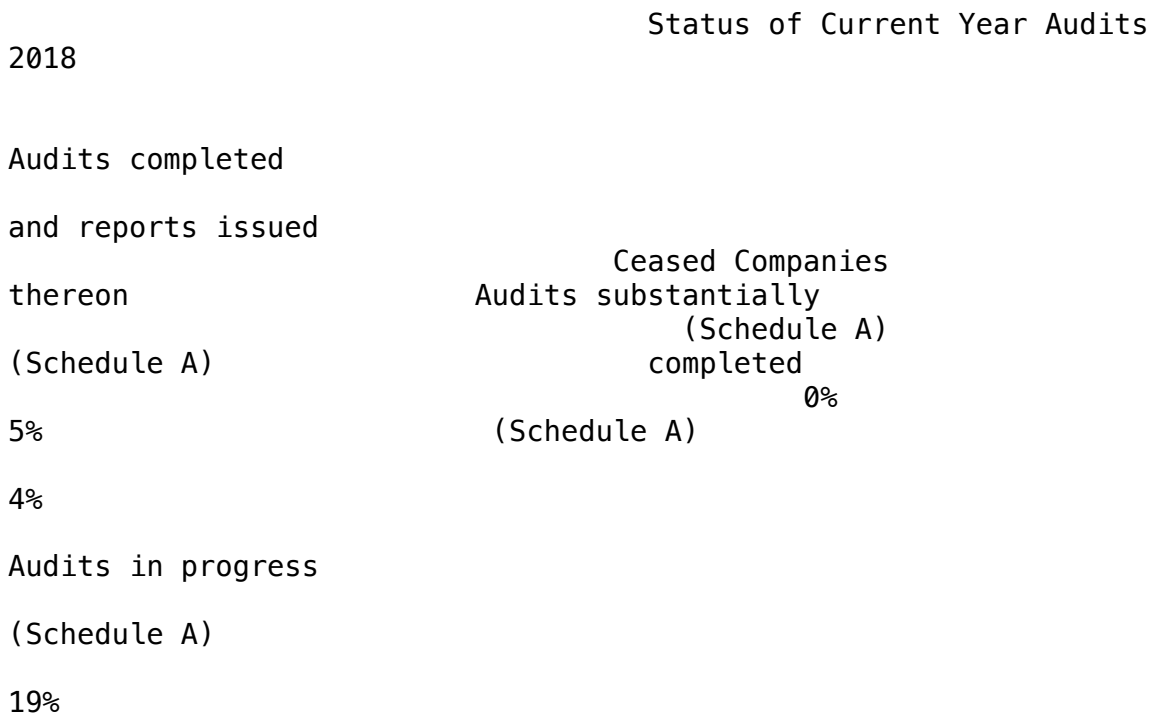 Status of Current Year Audits
2018
Audits completed
and reports issued
Ceased Companies
thereon Audits substantially
(Schedule A)
(Schedule A) completed
0%
5% (Schedule A)
4%
Audits in progress
(Schedule A)
19%